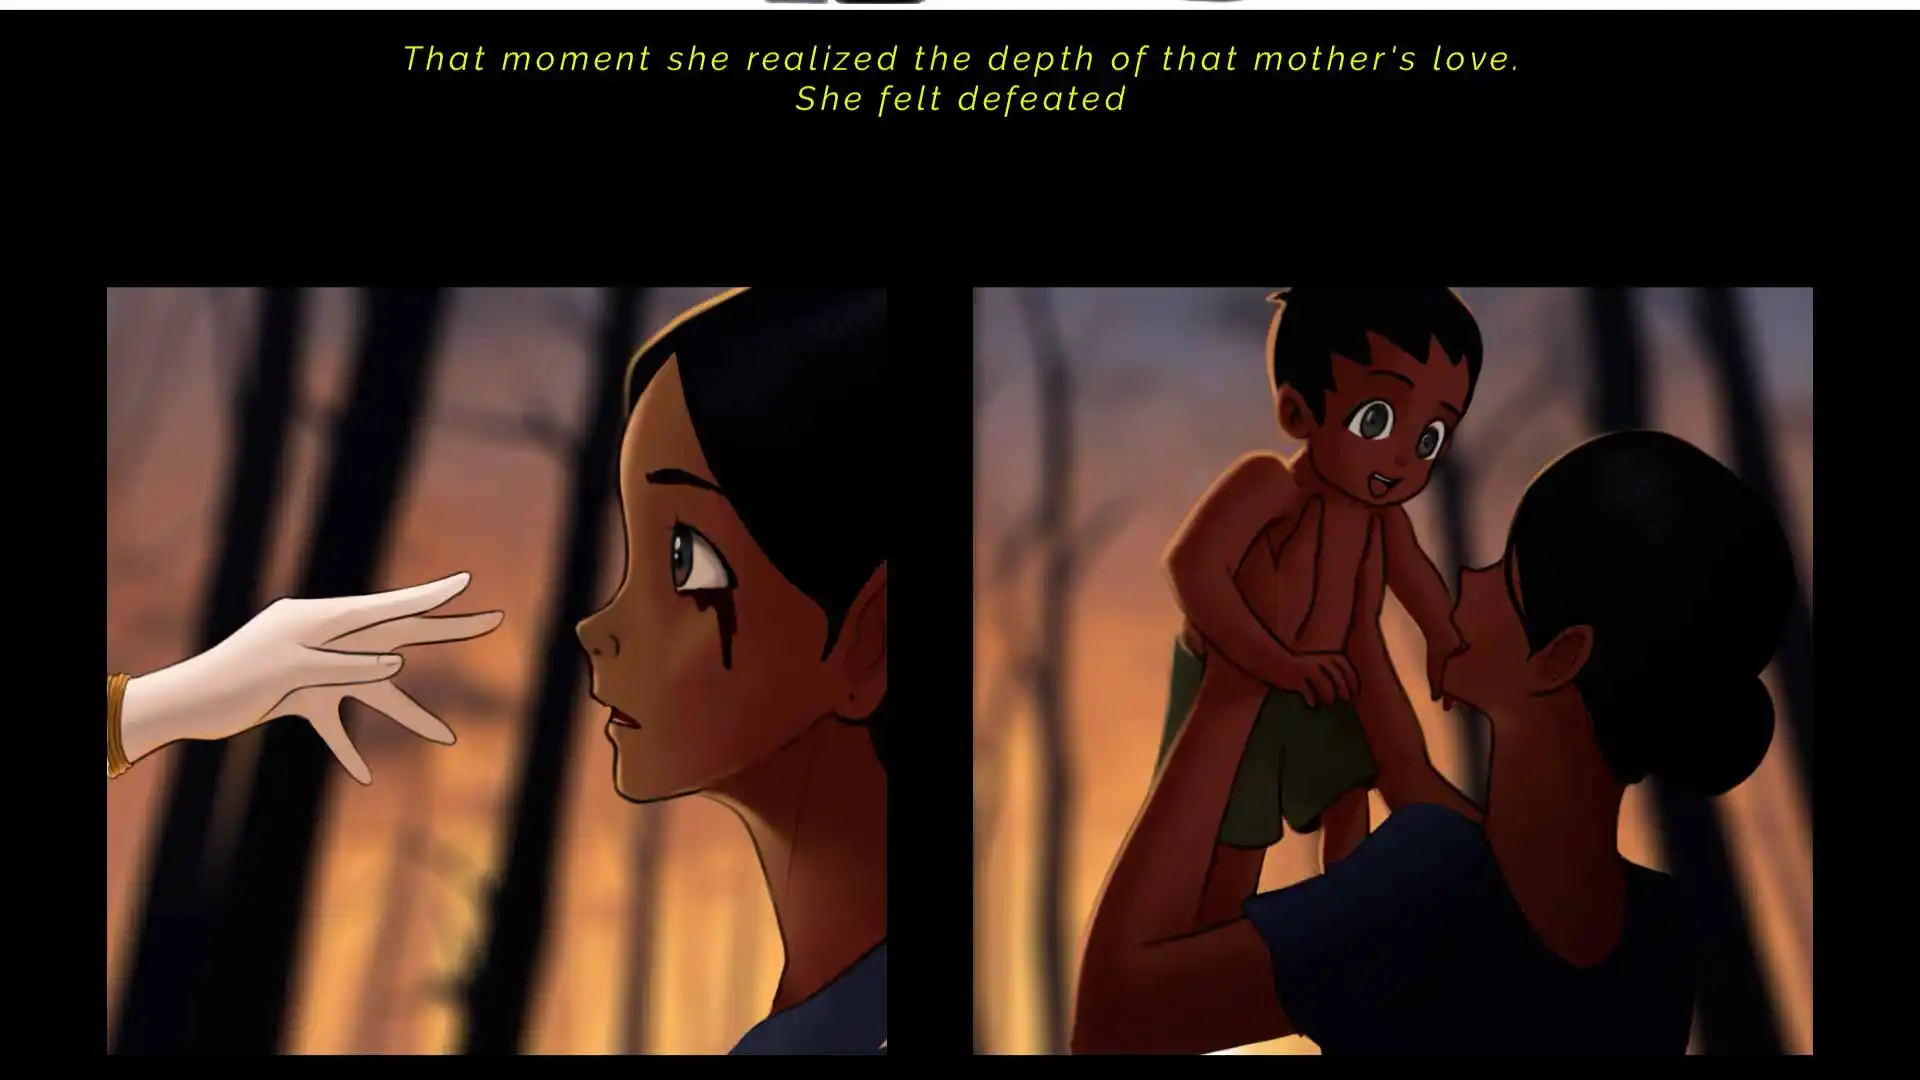 That moment she realized the depth of that mother's love.
She felt defeated